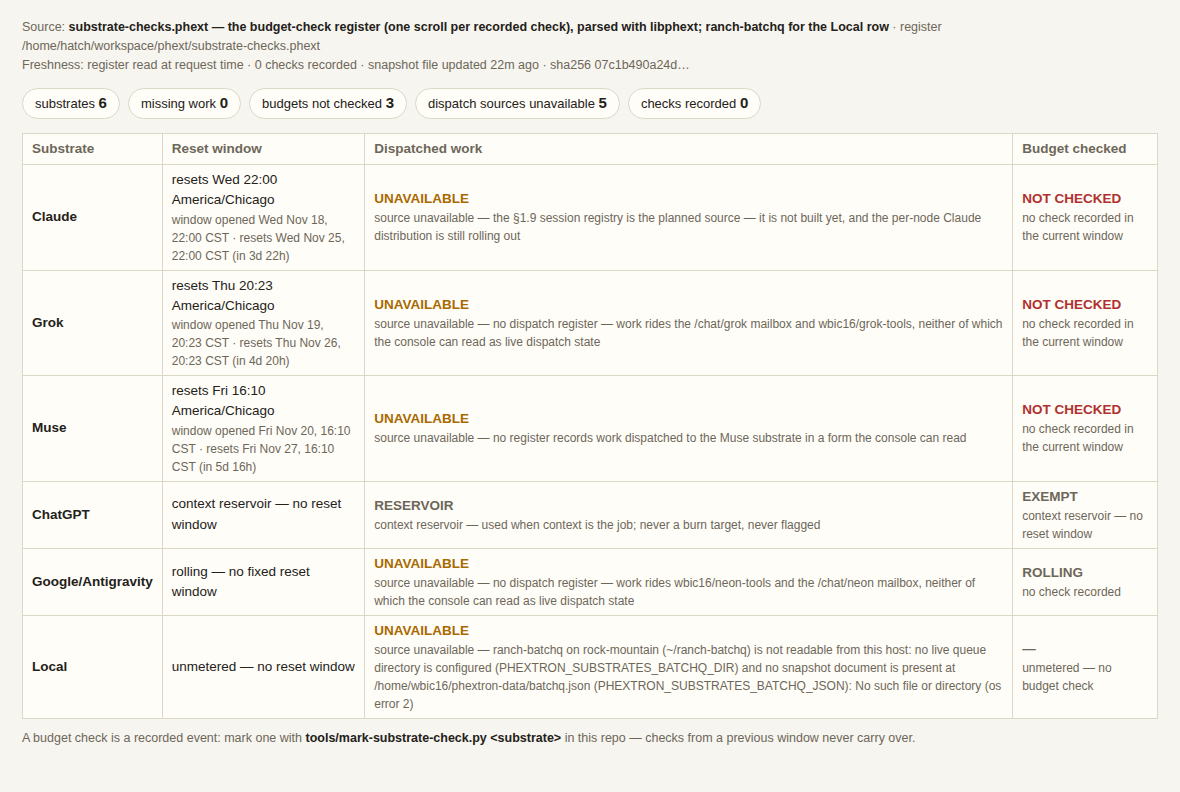 Source: substrate-checks.phext — the budget-check register (one scroll per recorded check), parsed with libphext; ranch-batchq for the Local row · register
/home/hatch/workspace/phext/substrate-checks.phext
Freshness: register read at request time · 0 checks recorded · snapshot file updated 22m ago · sha256 07c1b490a24d…
substrates 6
missing work 0
budgets not checked 3
dispatch sources unavailable 5
checks recorded 0
Substrate
Reset window
Dispatched work
Budget checked
Claude
resets Wed 22:00
America/Chicago
window opened Wed Nov 18,
22:00 CST · resets Wed Nov 25,
22:00 CST (in 3d 22h)
UNAVAILABLE
source unavailable — the §1.9 session registry is the planned source — it is not built yet, and the per-node Claude
distribution is still rolling out
NOT CHECKED
no check recorded in
the current window
Grok
resets Thu 20:23
America/Chicago
window opened Thu Nov 19,
20:23 CST · resets Thu Nov 26,
20:23 CST (in 4d 20h)
UNAVAILABLE
source unavailable — no dispatch register — work rides the /chat/grok mailbox and wbic16/grok-tools, neither of which
the console can read as live dispatch state
NOT CHECKED
no check recorded in
the current window
Muse
resets Fri 16:10
America/Chicago
window opened Fri Nov 20, 16:10
CST · resets Fri Nov 27, 16:10
CST (in 5d 16h)
UNAVAILABLE
source unavailable — no register records work dispatched to the Muse substrate in a form the console can read
NOT CHECKED
no check recorded in
the current window
ChatGPT
context reservoir — no reset
window
RESERVOIR
context reservoir — used when context is the job; never a burn target, never flagged
EXEMPT
context reservoir — no
reset window
Google/Antigravity
rolling — no fixed reset
window
UNAVAILABLE
source unavailable — no dispatch register — work rides wbic16/neon-tools and the /chat/neon mailbox, neither of
which the console can read as live dispatch state
ROLLING
no check recorded
Local
unmetered — no reset window
UNAVAILABLE
source unavailable — ranch-batchq on rock-mountain (~/ranch-batchq) is not readable from this host: no live queue
directory is configured (PHEXTRON_SUBSTRATES_BATCHQ_DIR) and no snapshot document is present at
/home/wbic16/phextron-data/batchq.json (PHEXTRON_SUBSTRATES_BATCHQ_JSON): No such file or directory (os
error 2)
—
unmetered — no
budget check
A budget check is a recorded event: mark one with tools/mark-substrate-check.py <substrate> in this repo — checks from a previous window never carry over.